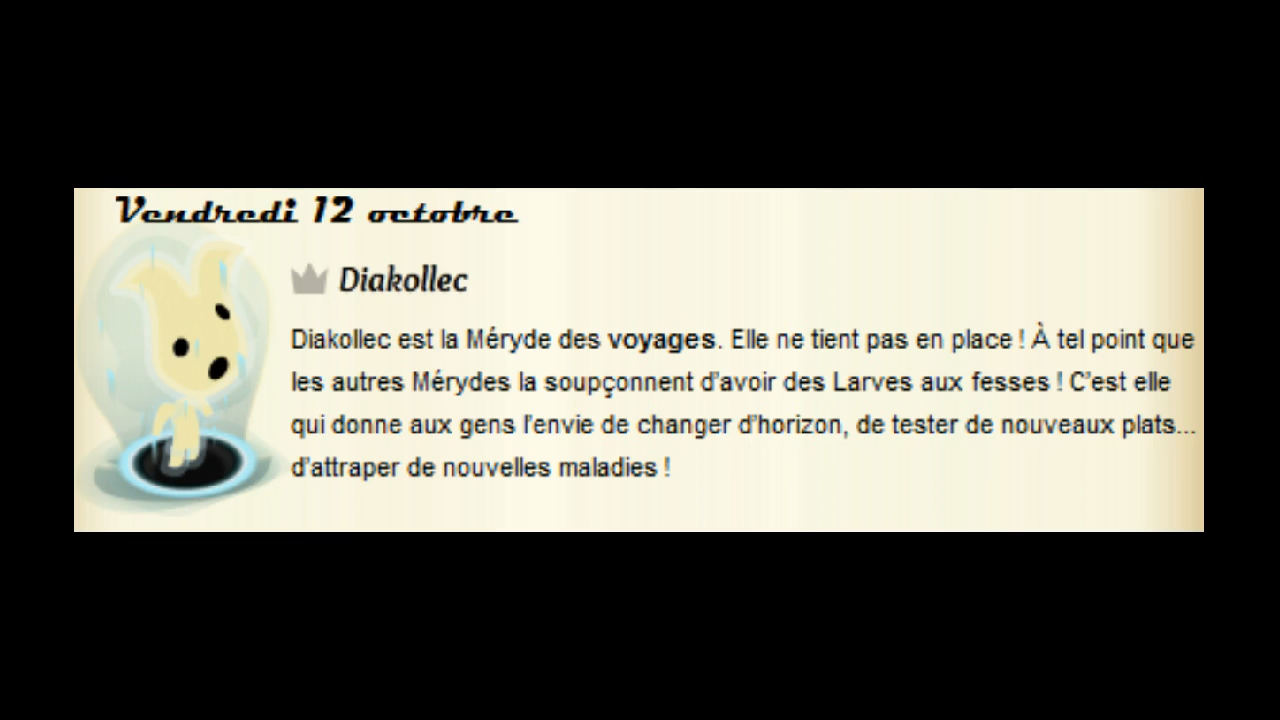 Vendredi 12 octobre
Diakollec
Diakollec est la Méryde des voyages. Elle ne tient pas en place ! À tel point que
les autres Mérydes la soupçonnent d'avoir des Larves aux fesses ! C'est elle
qui donne aux gens l'envie de changer d'horizon, de tester de nouveaux plats...
d'attraper de nouvelles maladies !